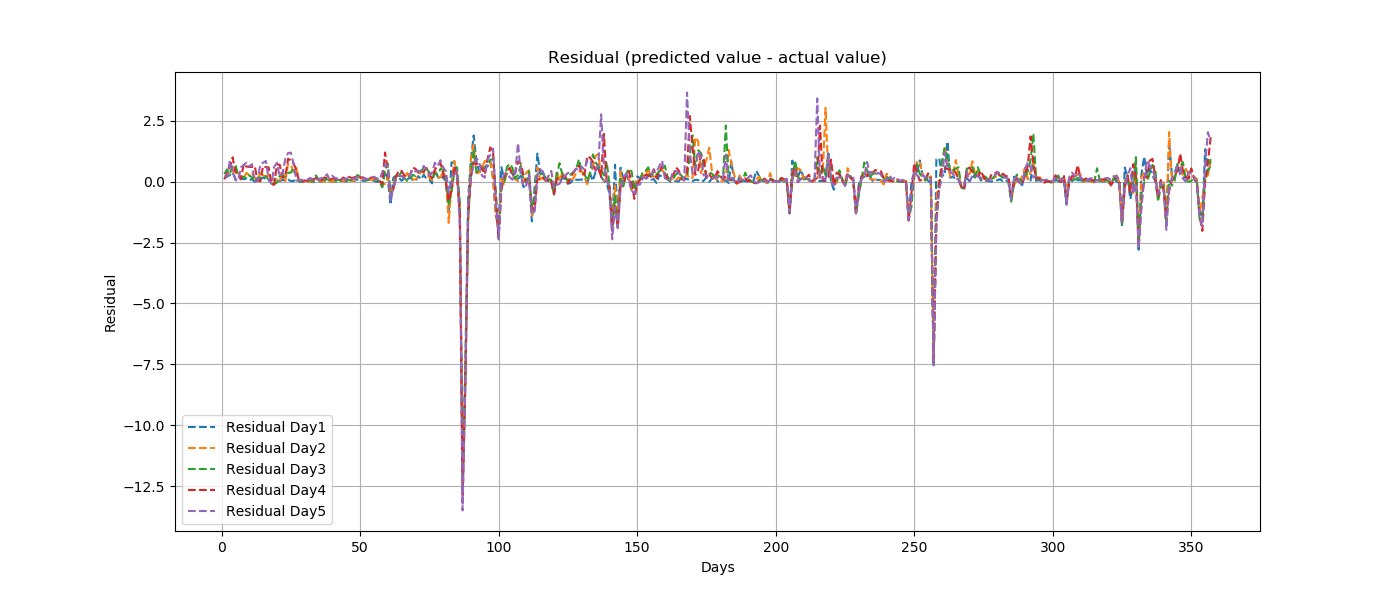 Residual (predicted value - actual value)
2.5
0.0
−2.5
−5.0
−7.5
−10.0
−12.5
Residual
Residual Day1
Residual Day2
Residual Day3
Residual Day4
Residual Day5
0 50 100 150 200 250 300 350
Days